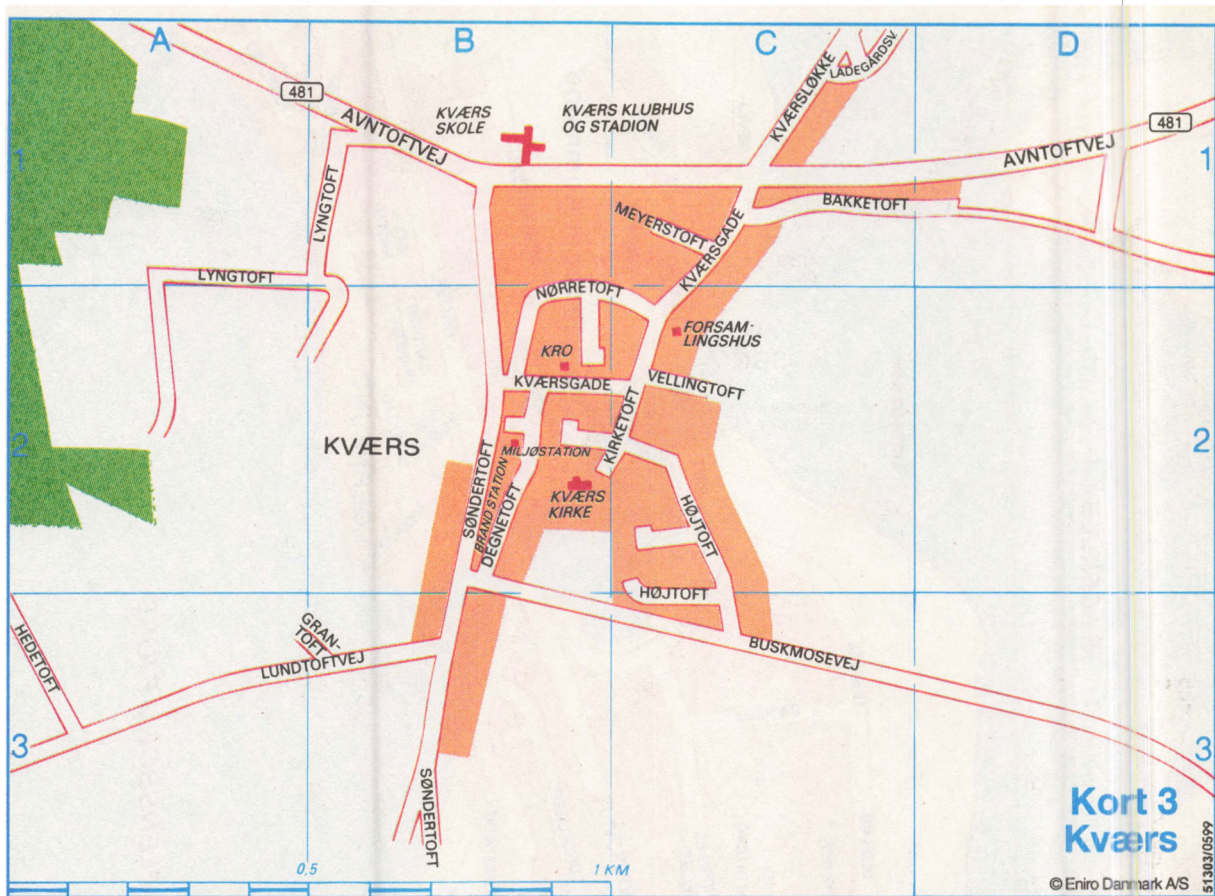 A
B
C
D
481
AVNTOFTVEJ
KVÆRS
SKOLE
KVÆRS KLUBHUS
OG STADION
KVÆRSLØKKE
LADEGÅRDSV.
481
AVNTOFTVEJ
1
1
LYNGTOFT
LYNGTOFT
MEYERSTOFT
KVÆRSGADE
BAKKETOFT
NØRRETOFT
FORSAM-
LINGSHUS
KRO
KVÆRSGADE
VELLINGTOFT
KIRKETOFT
2
2
KVÆRS
MILJØSTATION
SØNDERTOFT
BRAND STATION
DEGNETOFT
KVÆRS
KIRKE
HØJTOFT
HØJTOFT
HEDETOFT
GRAN-
TOFT
LUNDTOFTVEJ
BUSKMOSEVEJ
3
3
SØNDERTOFT
Kort 3
Kværs
0,5
1 KM
© Eniro Danmark A/S
51303/0599